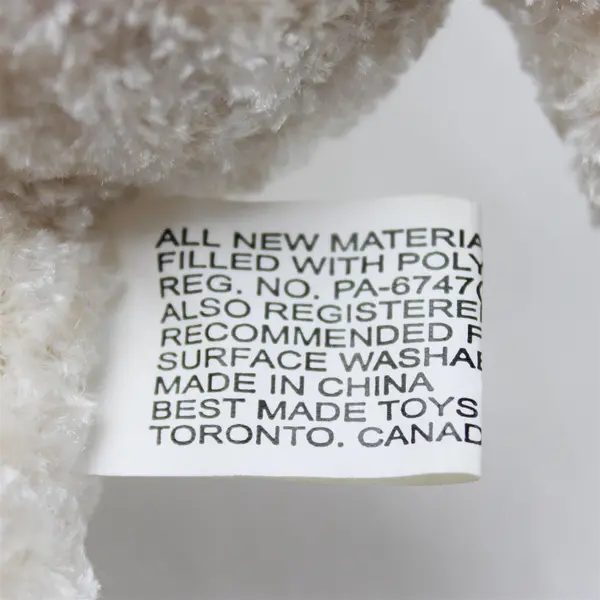 ALL NEW MATERIA
FILLED WITH POLY
REG. NO. PA-6747
ALSO REGISTERE
RECOMMENDED F
SURFACE WASHAB
MADE IN CHINA
BEST MADE TOYS
TORONTO. CANAD